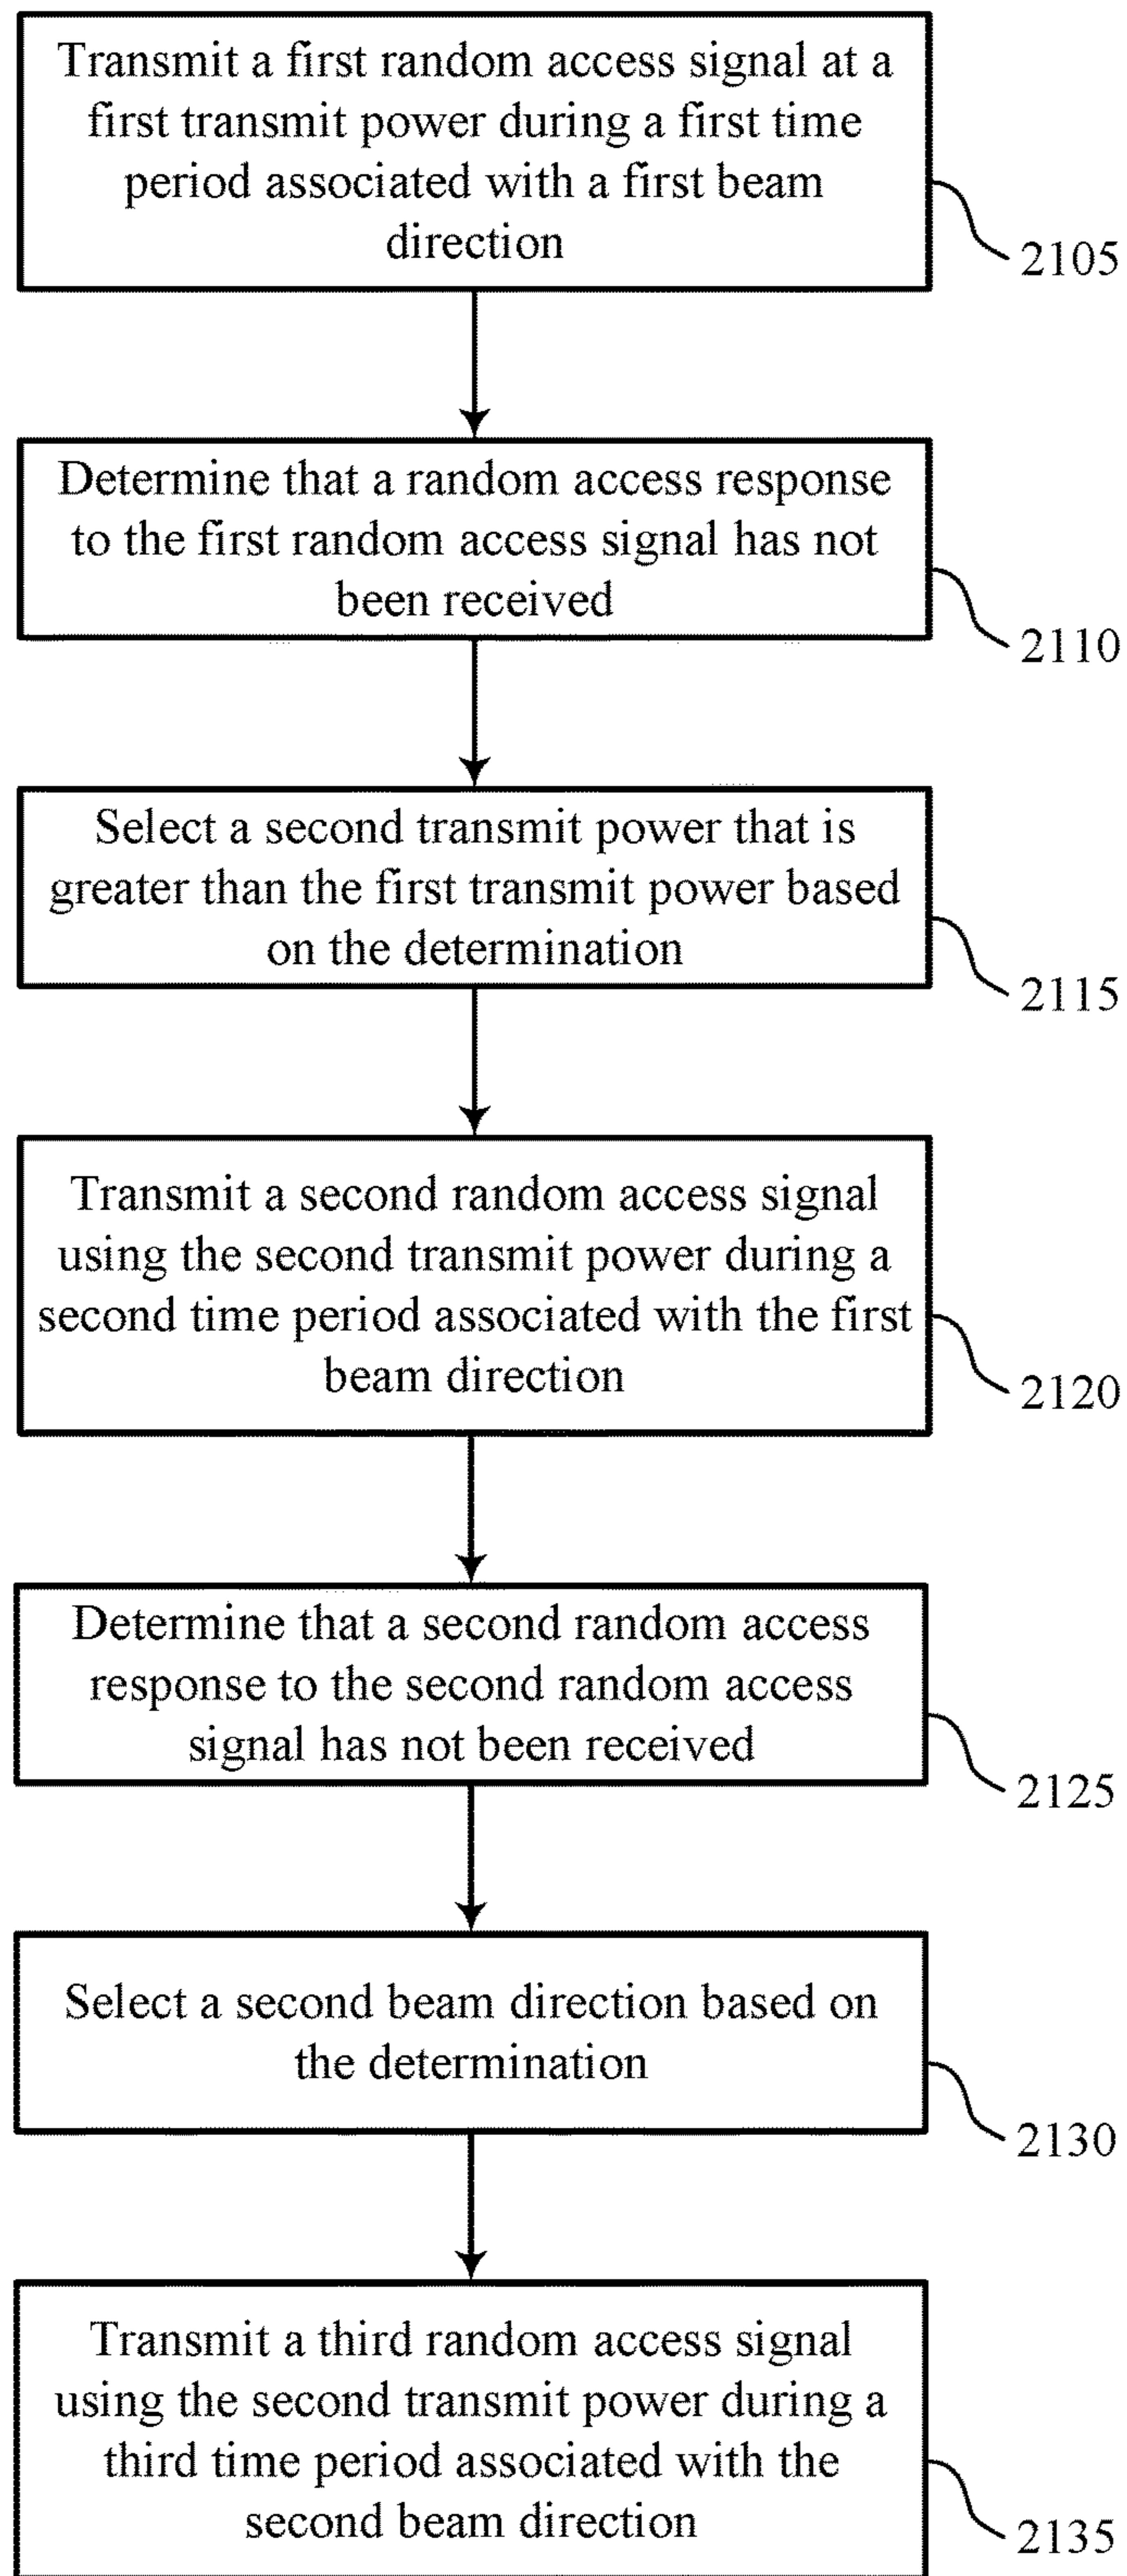 Transmit a first random access signal at a
first transmit power during a first time
period associated with a first beam
direction
2105
Determine that a random access response
to the first random access signal has not
been received
2110
Select a second transmit power that is
greater than the first transmit power based
on the determination
2115
Transmit a second random access signal
using the second transmit power during a
second time period associated with the first
beam direction
2120
Determine that a second random access
response to the second random access
signal has not been received
2125
Select a second beam direction based on
the determination
2130
Transmit a third random access signal
using the second transmit power during a
third time period associated with the
second beam direction
2135